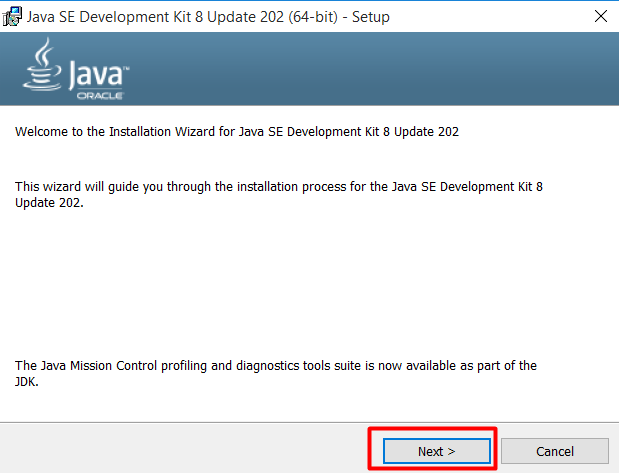 Java SE Development Kit 8 Update 202 (64-bit) - Setup
Java™
ORACLE
Welcome to the Installation Wizard for Java SE Development Kit 8 Update 202
This wizard will guide you through the installation process for the Java SE Development Kit 8
Update 202.
The Java Mission Control profiling and diagnostics tools suite is now available as part of the
JDK.
Next >
Cancel